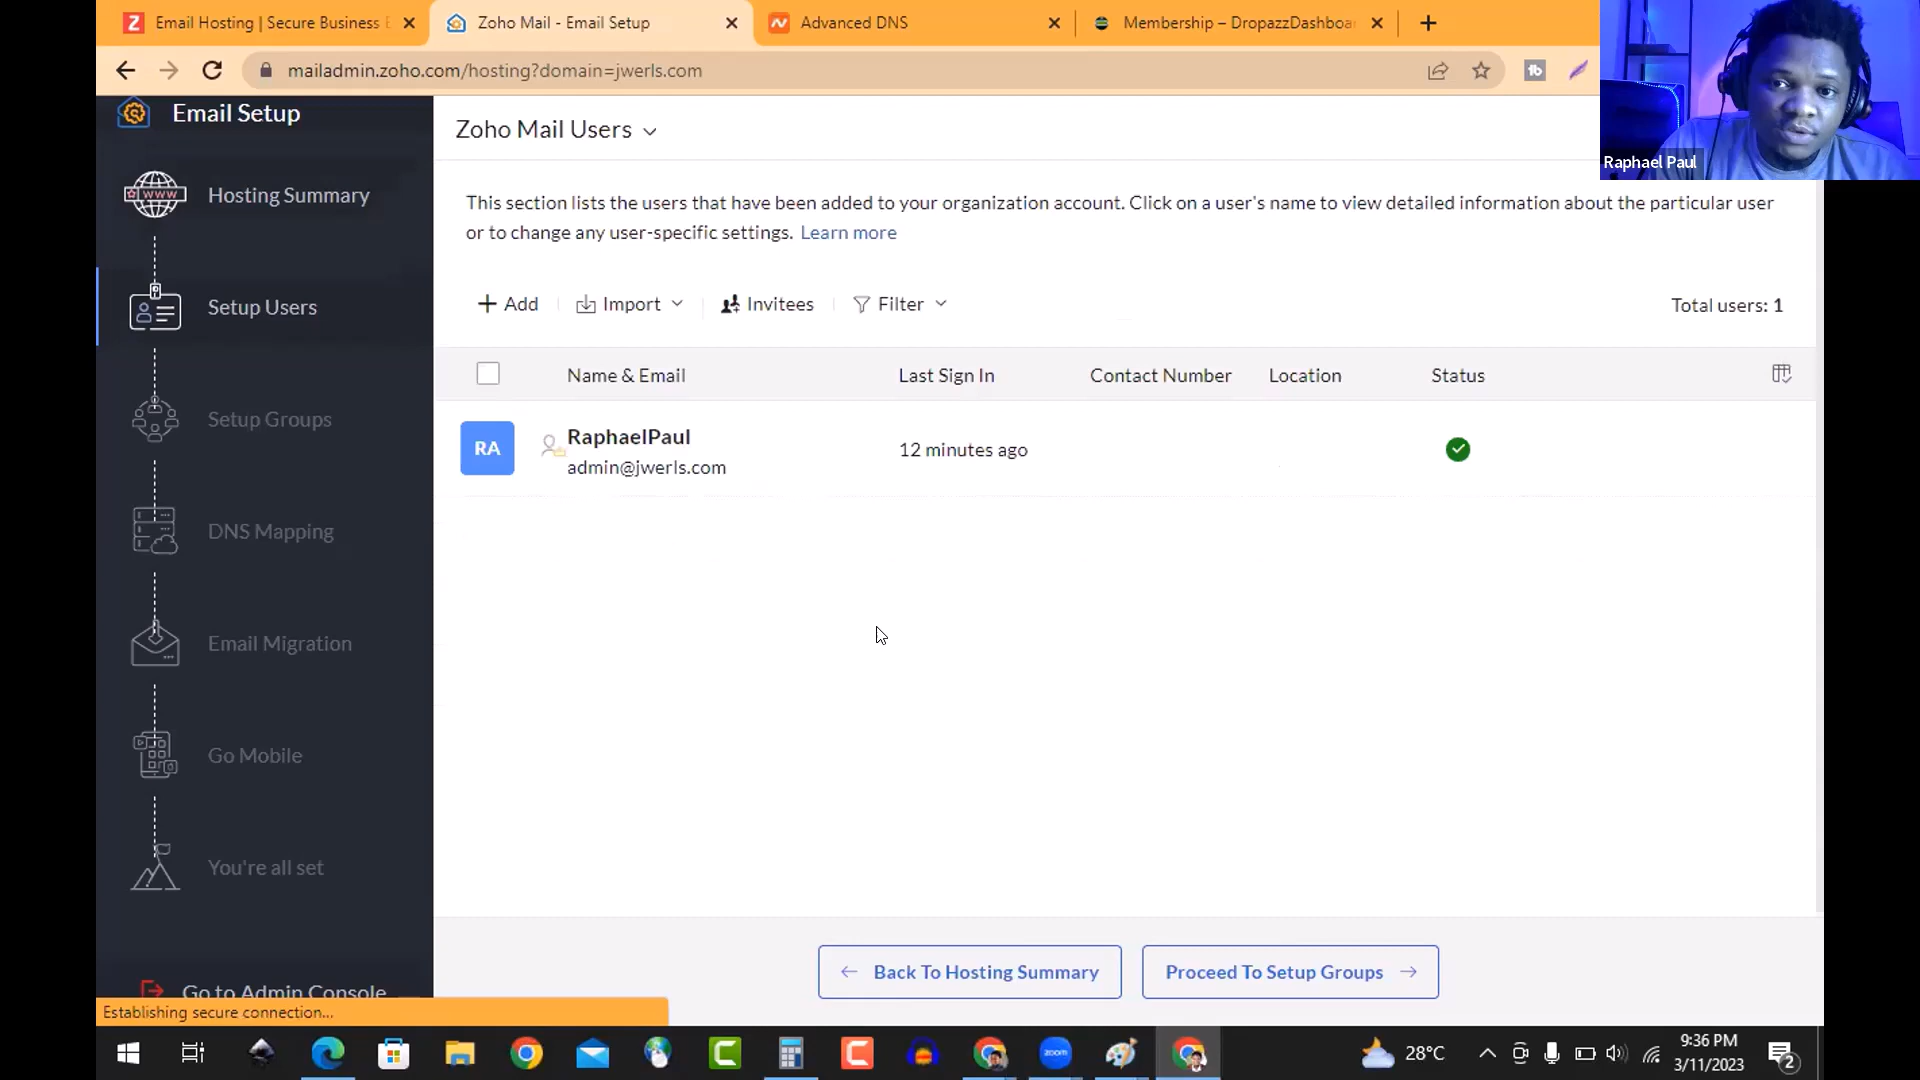 Email Hosting | Secure Business E
Zoho Mail - Email Setup
Advanced DNS
Membership – DropazzDashboar
mailadmin.zoho.com/hosting?domain=jwerls.com
Raphael Paul
Email Setup
Hosting Summary
Setup Users
Setup Groups
DNS Mapping
Email Migration
Go Mobile
You're all set
Go to Admin Console
Zoho Mail Users
This section lists the users that have been added to your organization account. Click on a user's name to view detailed information about the particular user
or to change any user-specific settings. Learn more
Add
Import
Invitees
Filter
Total users: 1
Name & Email
Last Sign In
Contact Number
Location
Status
RA
RaphaelPaul
admin@jwerls.com
12 minutes ago
Back To Hosting Summary
Proceed To Setup Groups
Establishing secure connection...
zoom
28°C
9:36 PM
3/11/2023
2